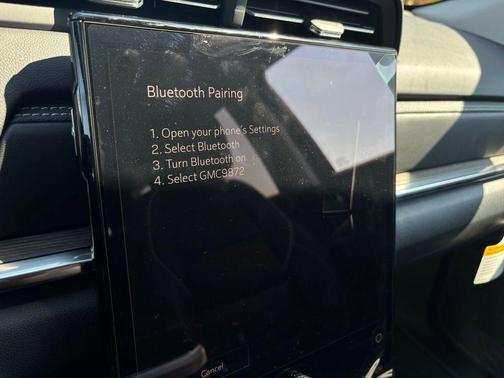 Bluetooth Pairing
1. Open your phone's Settings
2. Select Bluetooth
3. Turn Bluetooth on
4. Select GMC9872
Cancel